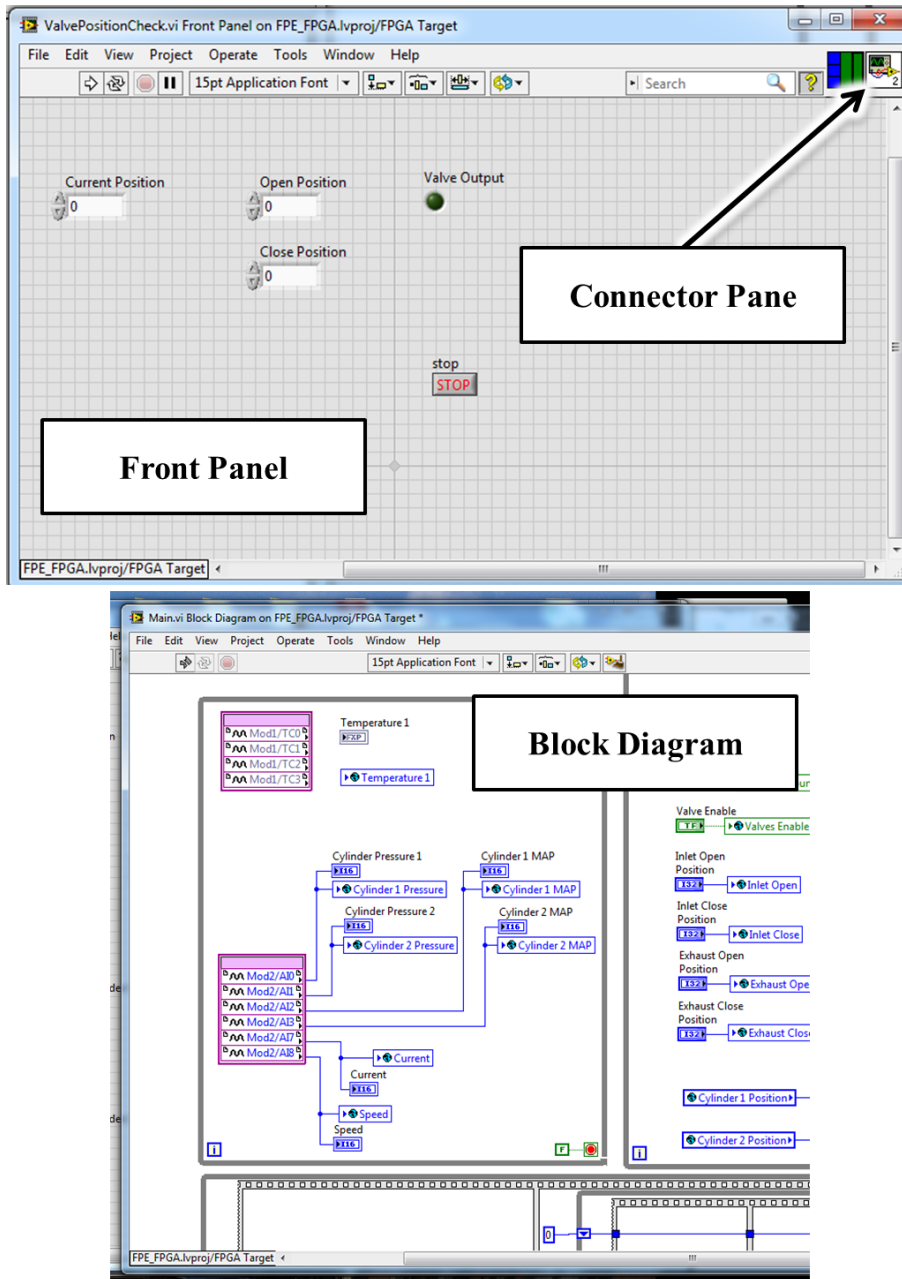 ValvePositionCheck.vi Front Panel on FPE_FPGA.lvproj/FPGA Target
File Edit View Project Operate Tools Window Help
15pt Application Font Search
2
Current Position Open Position Valve Output
0 0
Close Position
0
Connector Pane
stop
STOP
Front Panel
FPE_FPGA.lvproj/FPGA Target
Main.vi Block Diagram on FPE_FPGA.lvproj/FPGA Target *
File Edit View Project Operate Tools Window Help
15pt Application Font
Block Diagram
Mod1/TC0
Mod1/TC1
Mod1/TC2
Mod1/TC3
Temperature 1
FXP
Temperature 1
Cylinder Pressure 1
I16
Cylinder 1 Pressure
Cylinder Pressure 2
I16
Cylinder 2 Pressure
Cylinder 1 MAP
I16
Cylinder 1 MAP
Cylinder 2 MAP
I16
Cylinder 2 MAP
Mod2/AI0
Mod2/AI1
Mod2/AI2
Mod2/AI3
Mod2/AI7
Mod2/AI8
Current
Current
I16
Speed
Speed
I16
i
F
Valve Enable
TF
Valves Enable
Inlet Open
Position
I32
Inlet Open
Inlet Close
Position
I32
Inlet Close
Exhaust Open
Position
I32
Exhaust Ope
Exhaust Close
Position
I32
Exhaust Clos
Cylinder 1 Position
Cylinder 2 Position
i
0
FPE_FPGA.lvproj/FPGA Target